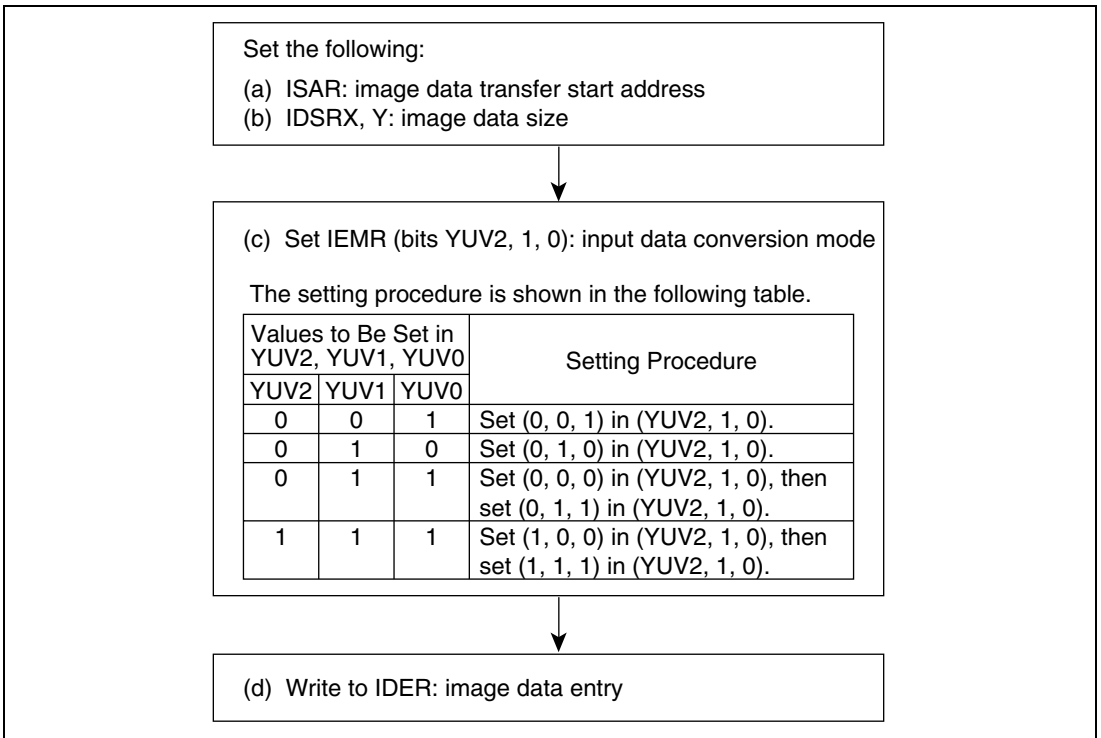 Set the following:
(a) ISAR: image data transfer start address
(b) IDSRX, Y: image data size
(c) Set IEMR (bits YUV2, 1, 0): input data conversion mode
The setting procedure is shown in the following table.
Values to Be Set in
YUV2, YUV1, YUV0
Setting Procedure
YUV2 YUV1 YUV0
0 0 1 Set (0, 0, 1) in (YUV2, 1, 0).
0 1 0 Set (0, 1, 0) in (YUV2, 1, 0).
0 1 1 Set (0, 0, 0) in (YUV2, 1, 0), then
set (0, 1, 1) in (YUV2, 1, 0).
1 1 1 Set (1, 0, 0) in (YUV2, 1, 0), then
set (1, 1, 1) in (YUV2, 1, 0).
(d) Write to IDER: image data entry